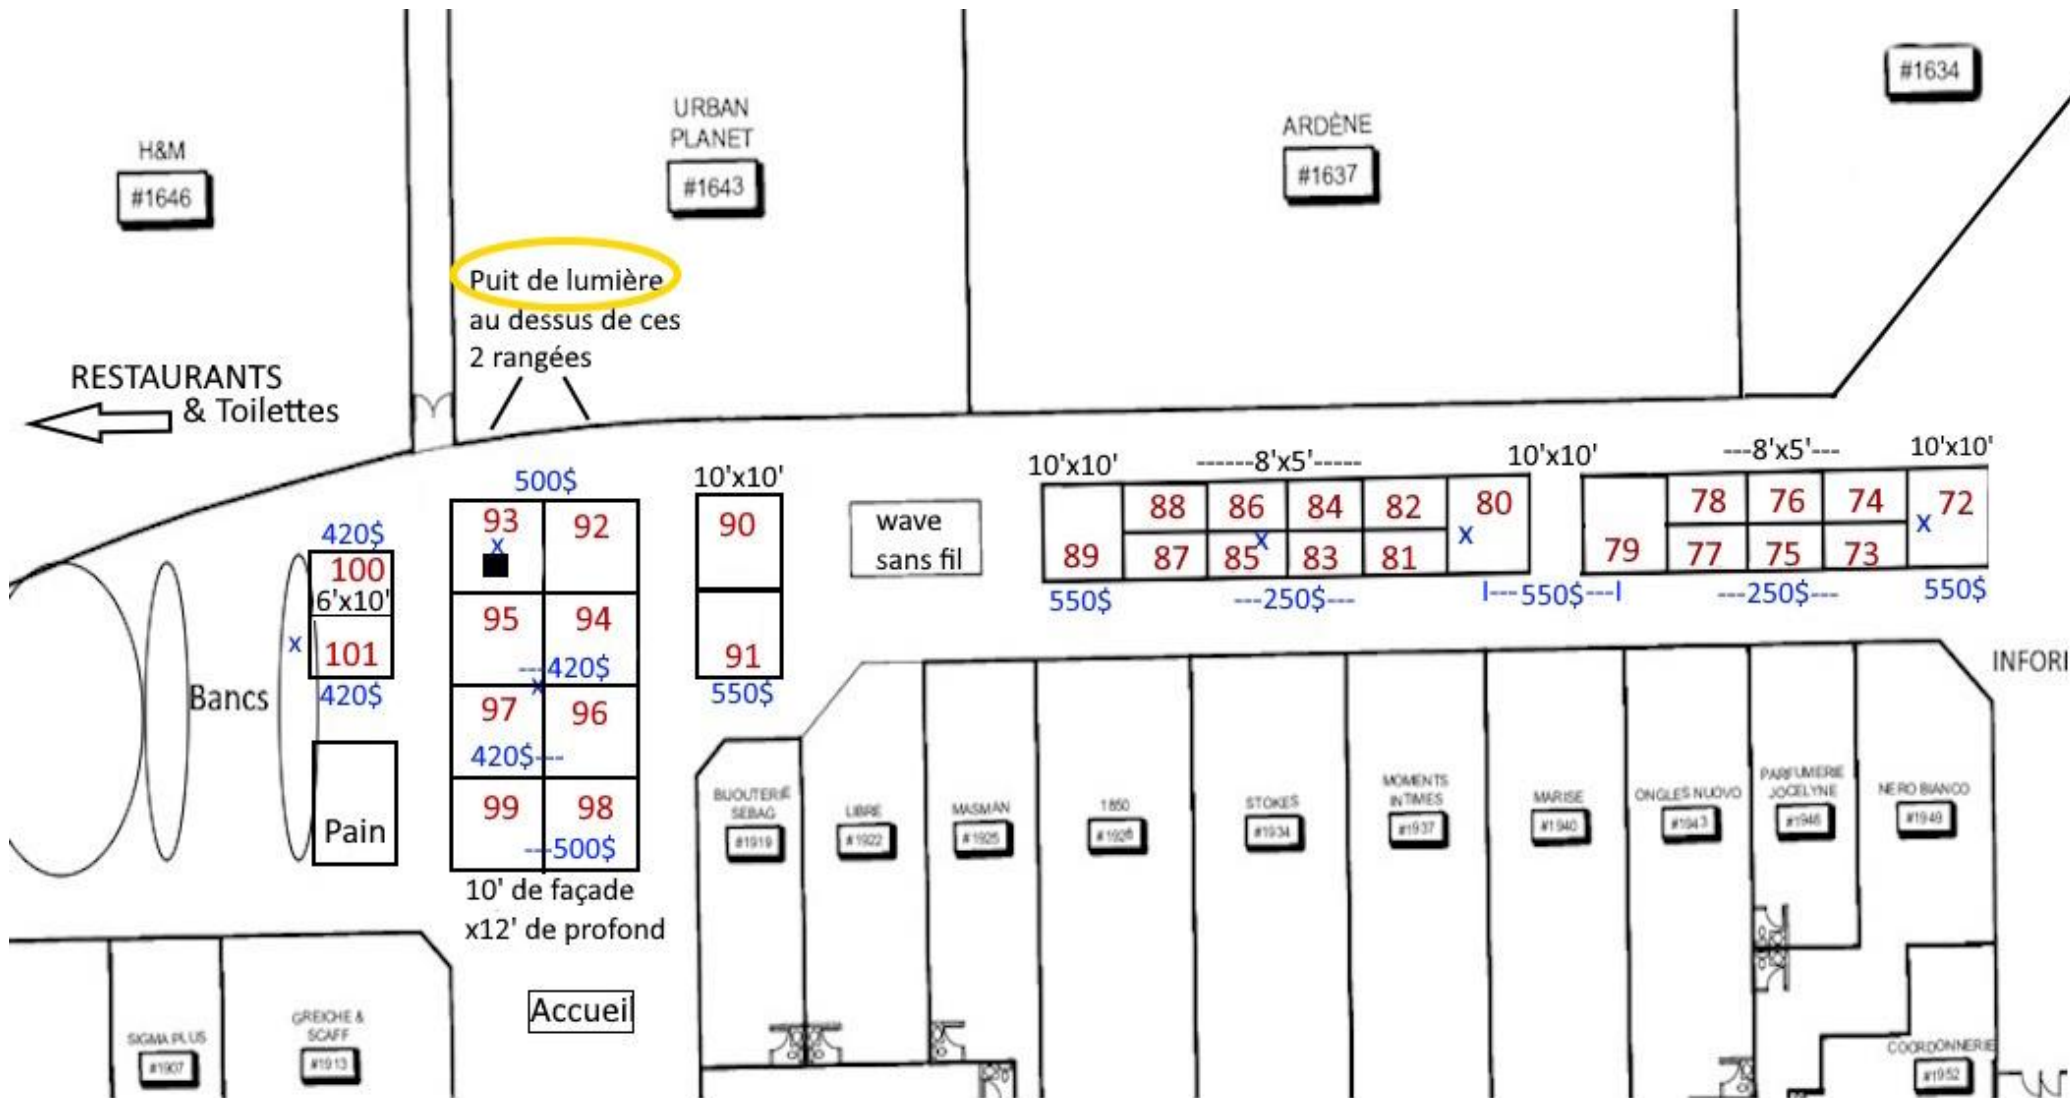 #1634
URBAN
PLANET
#1643
ARDÈNE
#1637
H&M
#1646
Puit de lumière
au dessus de ces
2 rangées
RESTAURANTS
& Toilettes
500$
10'x10'
10'x10'
------8'x5'-----
10'x10'
---8'x5'---
10'x10'
420$
93
x
92
90
wave
sans fil
88
86
84
82
80
x
78
76
74
72
x
100
6'x10'
89
87
85
x
83
81
79
77
75
73
550$
---250$---
I---550$---I
---250$---
550$
95
94
---420$
x
x
101
420$
91
550$
Bancs
97
96
420$---
INFORI
Pain
99
98
---500$
10' de façade
x12' de profond
Accueil
BIJOUTERIE
SEBAG
#1919
LIBRE
#1922
MASMAN
#1925
1850
#1928
STOKES
#1934
MOMENTS
INTIMES
#1937
MARISE
#1940
ONGLES NUOVO
#1943
PARFUMERIE
JOCELYNE
#1946
NERO BIANCO
#1949
SIGMA PLUS
#1907
GREICHE &
SCAFF
#1913
COORDONNERIE
#1952